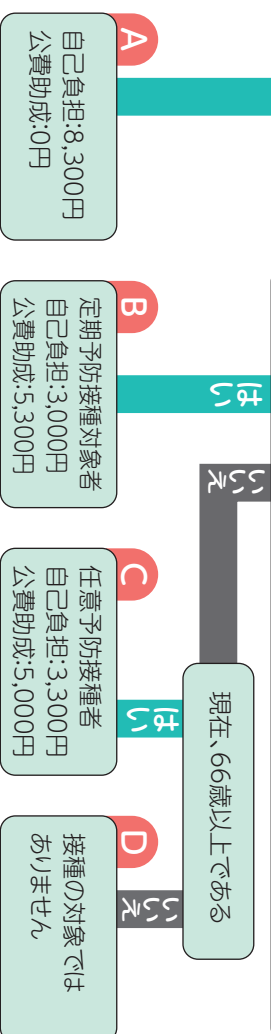 はい
いいえ
現在、66歳以上である
はい
いいえ
A
自己負担:8,300円
公費助成:0円
B
定期予防接種対象者
自己負担:3,000円
公費助成:5,300円
C
任意予防接種者
自己負担:3,300円
公費助成:5,000円
D
接種の対象では
ありません